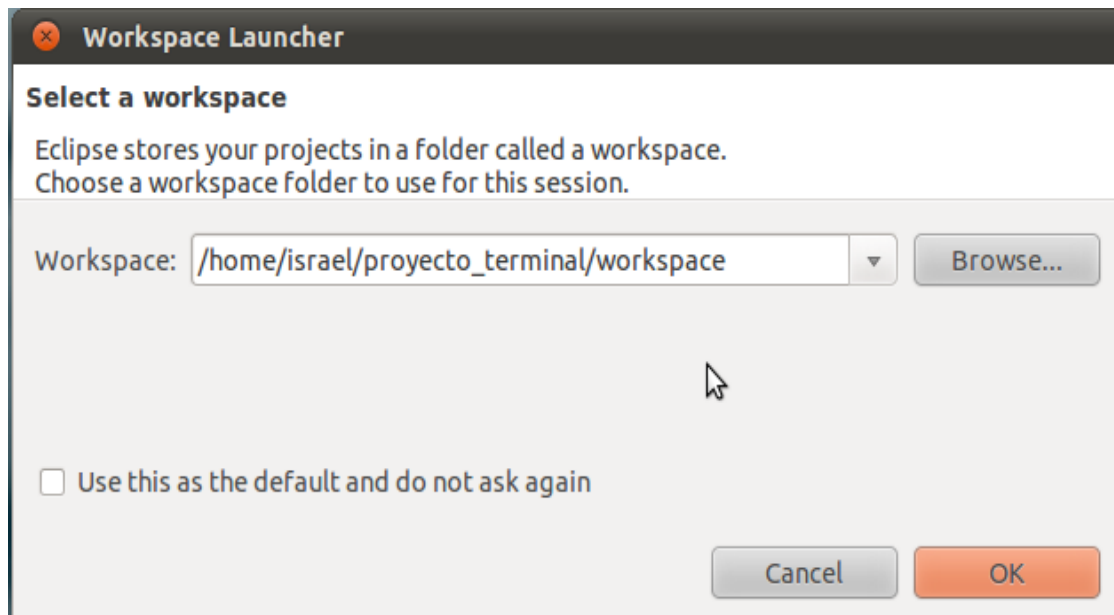 Workspace Launcher
Select a workspace
Eclipse stores your projects in a folder called a workspace.
Choose a workspace folder to use for this session.
Workspace: /home/israel/proyecto_terminal/workspace Browse...
Use this as the default and do not ask again
Cancel OK